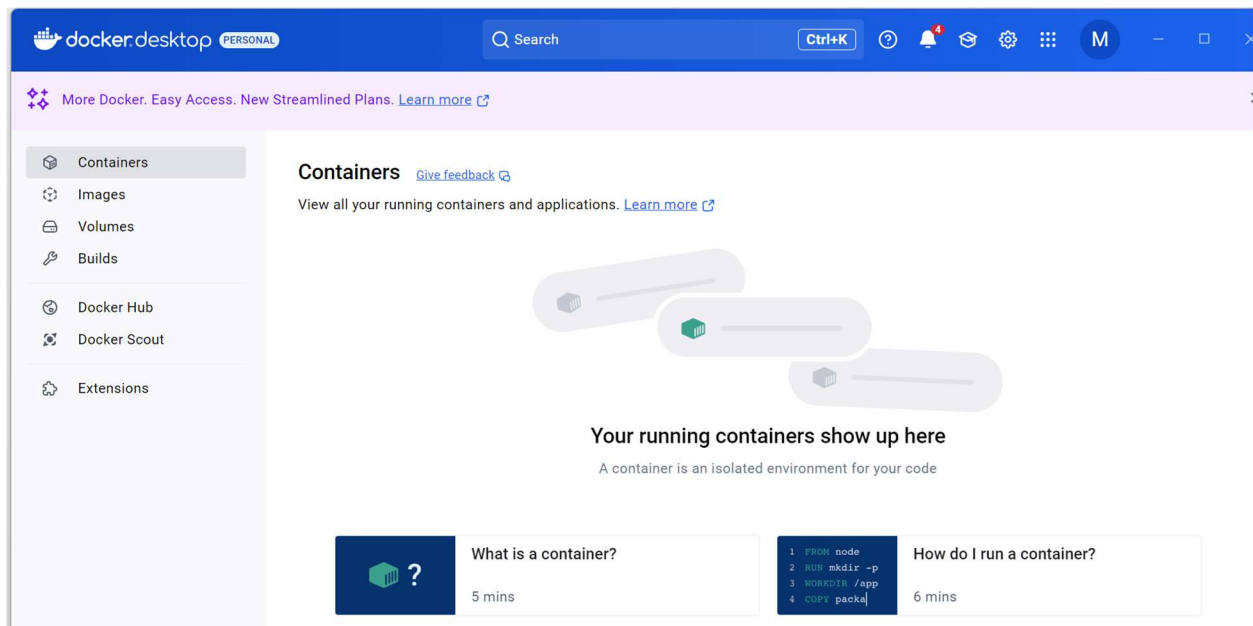 docker.desktop PERSONAL
Search
Ctrl+K
4
M
More Docker. Easy Access. New Streamlined Plans. Learn more
Containers
Images
Volumes
Builds
Docker Hub
Docker Scout
Extensions
Containers Give feedback
View all your running containers and applications. Learn more
Your running containers show up here
A container is an isolated environment for your code
?
What is a container?
5 mins
1 FROM node
2 RUN mkdir -p
3 WORKDIR /app
4 COPY packa
How do I run a container?
6 mins